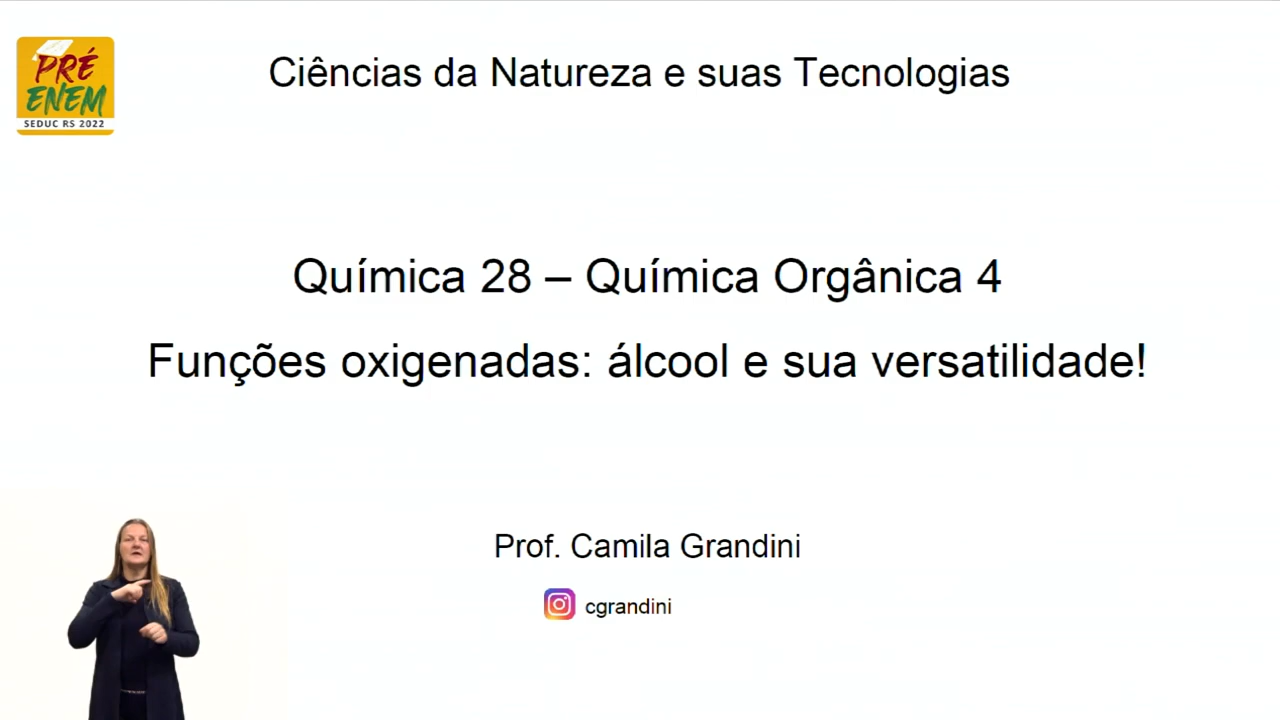 PRÉ
ENEM
SEDUC RS 2022
Ciências da Natureza e suas Tecnologias
Química 28 – Química Orgânica 4
Funções oxigenadas: álcool e sua versatilidade!
Prof. Camila Grandini
cgrandini